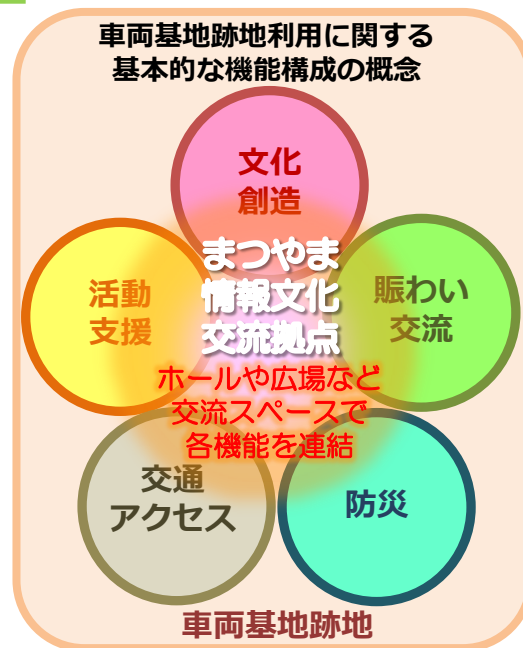 車両基地跡地利用に関する
基本的な機能構成の概念
文化
創造
まつやま
情報文化
交流拠点
活動
支援
賑わい
交流
ホールや広場など
交流スペースで
各機能を連結
交通
アクセス
防災
車両基地跡地